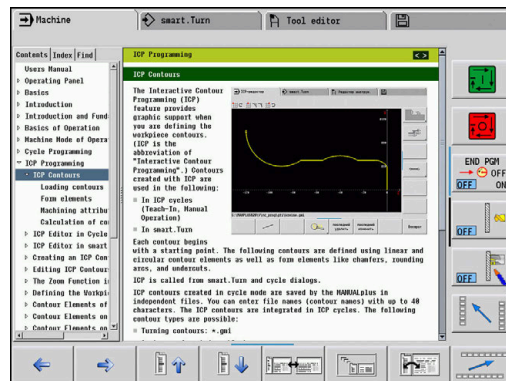 Machine
smart.Turn
Tool editor
Contents Index Find
Users Manual
Operating Panel
Basics
Introduction
Introduction and Fund
Basics of Operation
Machine Mode of Opera
Cycle Programming
ICP Programming
ICP Contours
Loading contours
Form elements
Machining attribu
Calculation of co
ICP Editor in Cycle
ICP Editor in smart
Creating an ICP Con
Editing ICP Contour
The Zoom Function i
Defining the Workpi
Contour Elements of
Contour Elements on
Contour Elements on
ICP Programming
ICP Contours
The Interactive Contour
Programming (ICP)
feature provides
graphic support when
you are defining the
workpiece contours.
(ICP is the
abbreviation of
"Interactive Contour
Programming".) Contours
created with ICP are
used in the following:
In ICP cycles
(Teach-In, Manual
Operation)
In smart.Turn
Each contour begins
with a starting point. The following contours are defined using linear and
circular contour elements as well as form elements like chamfers, rounding
arcs, and undercuts.
ICP is called from smart.Turn and cycle dialogs.
ICP contours created in cycle mode are saved by the MANUALplus in
independent files. You can enter file names (contour names) with up to 40
characters. The ICP contours are integrated in ICP cycles. The following
contour types are possible:
Turning contours: *.gmi
END PGM
OFF
OFF ON
OFF
OFF